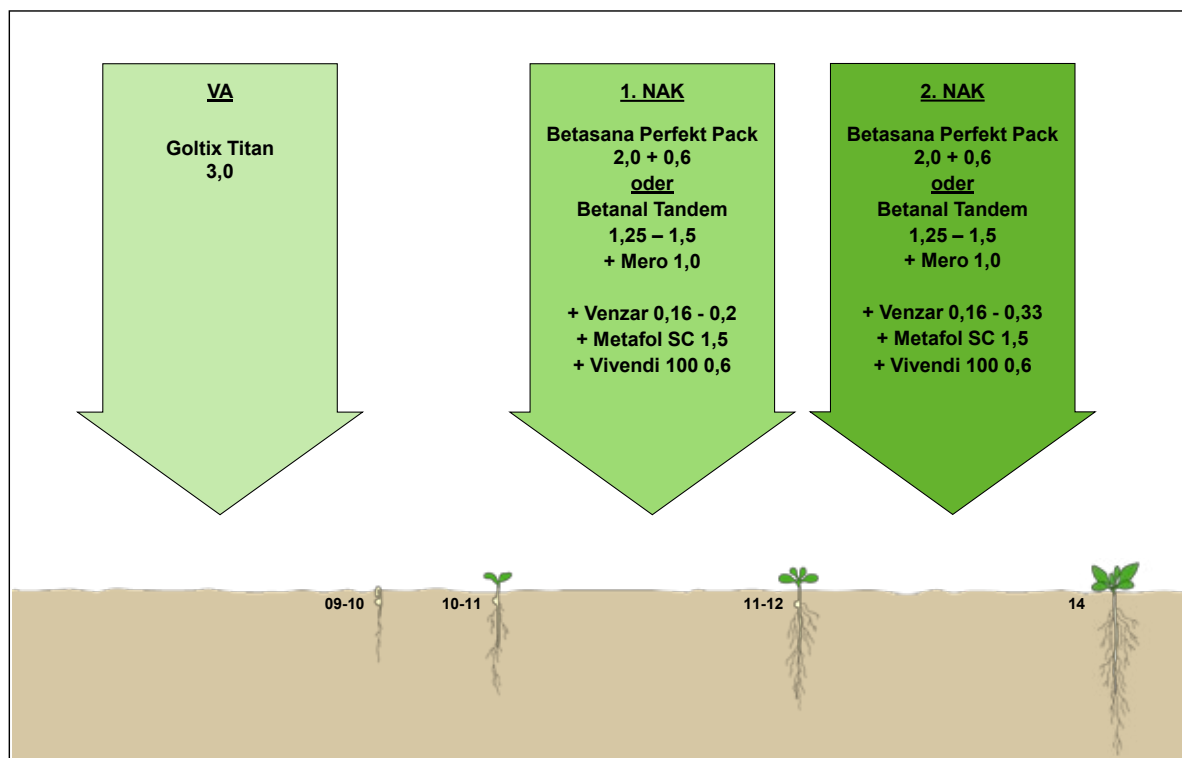 VA
Goltix Titan
3,0
1. NAK
Betasana Perfekt Pack
2,0 + 0,6
oder
Betanal Tandem
1,25 – 1,5
+ Mero 1,0
+ Venzar 0,16 - 0,2
+ Metafol SC 1,5
+ Vivendi 100 0,6
2. NAK
Betasana Perfekt Pack
2,0 + 0,6
oder
Betanal Tandem
1,25 – 1,5
+ Mero 1,0
+ Venzar 0,16 - 0,33
+ Metafol SC 1,5
+ Vivendi 100 0,6
09-10
10-11
11-12
14